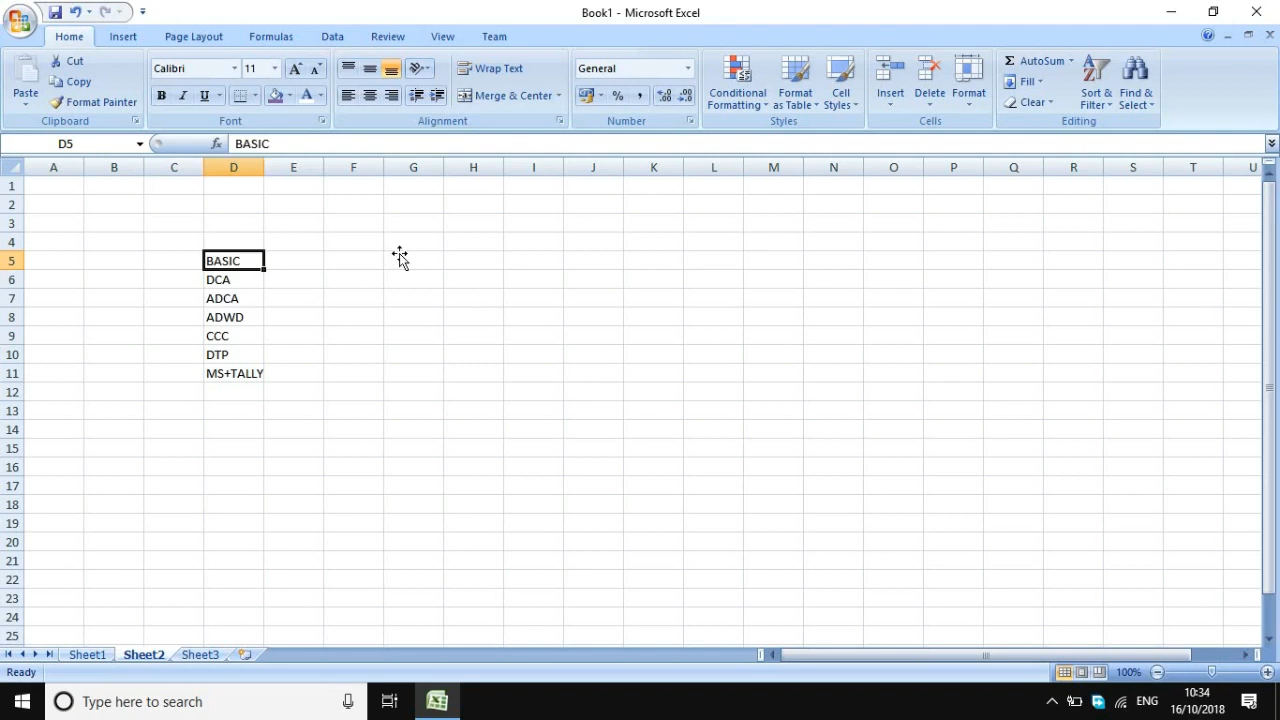 Book1 - Microsoft Excel
Home Insert Page Layout Formulas Data Review View Team
Paste
Cut
Copy
Format Painter
Clipboard
Calibri 11
B I U
A A A
Font
Wrap Text
Merge & Center
Alignment
General
% , .0 .00 .00 .0
Number
Conditional Formatting
Format as Table
Cell Styles
Styles
Insert
Delete
Format
Cells
Σ AutoSum
Fill
Clear
Sort & Filter
Find & Select
Editing
D5 fx BASIC
A B C D E F G H I J K L M N O P Q R S T U
1
2
3
4
5 BASIC
6 DCA
7 ADCA
8 ADWD
9 CCC
10 DTP
11 MS+TALLY
12
13
14
15
16
17
18
19
20
21
22
23
24
25
Sheet1 Sheet2 Sheet3
Ready 100%
Type here to search
ENG
10:34
16/10/2018